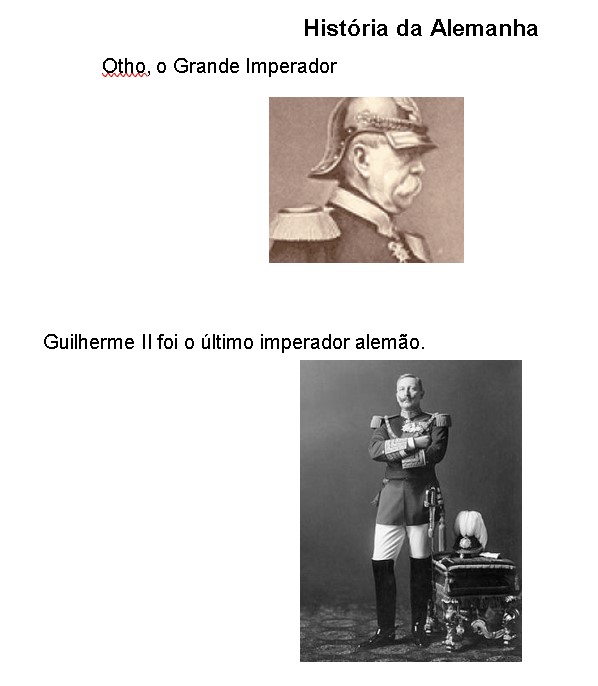 História da Alemanha
Otho, o Grande Imperador
Guilherme II foi o último imperador alemão.